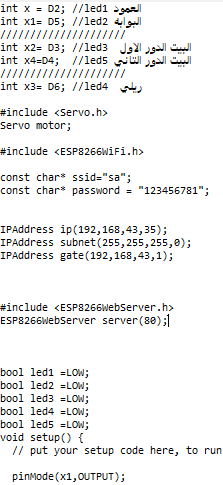 int x = D2; //led1 العمود
int x1= D5; //led2 البوابه
/////////////////////
int x2= D3; //led3 البيت الدور الاول
int x4=D4; //led5 البيت الدور التاني
/////////////////////
int x3= D6; //led4 ريلي
#include <Servo.h>
Servo motor;
#include <ESP8266WiFi.h>
const char* ssid="sa";
const char* password = "123456781";
IPAddress ip(192,168,43,35);
IPAddress subnet(255,255,255,0);
IPAddress gate(192,168,43,1);
#include <ESP8266WebServer.h>
ESP8266WebServer server(80);
bool led1 =LOW;
bool led2 =LOW;
bool led3 =LOW;
bool led4 =LOW;
bool led5 =LOW;
void setup() {
// put your setup code here, to run
pinMode(x1,OUTPUT);